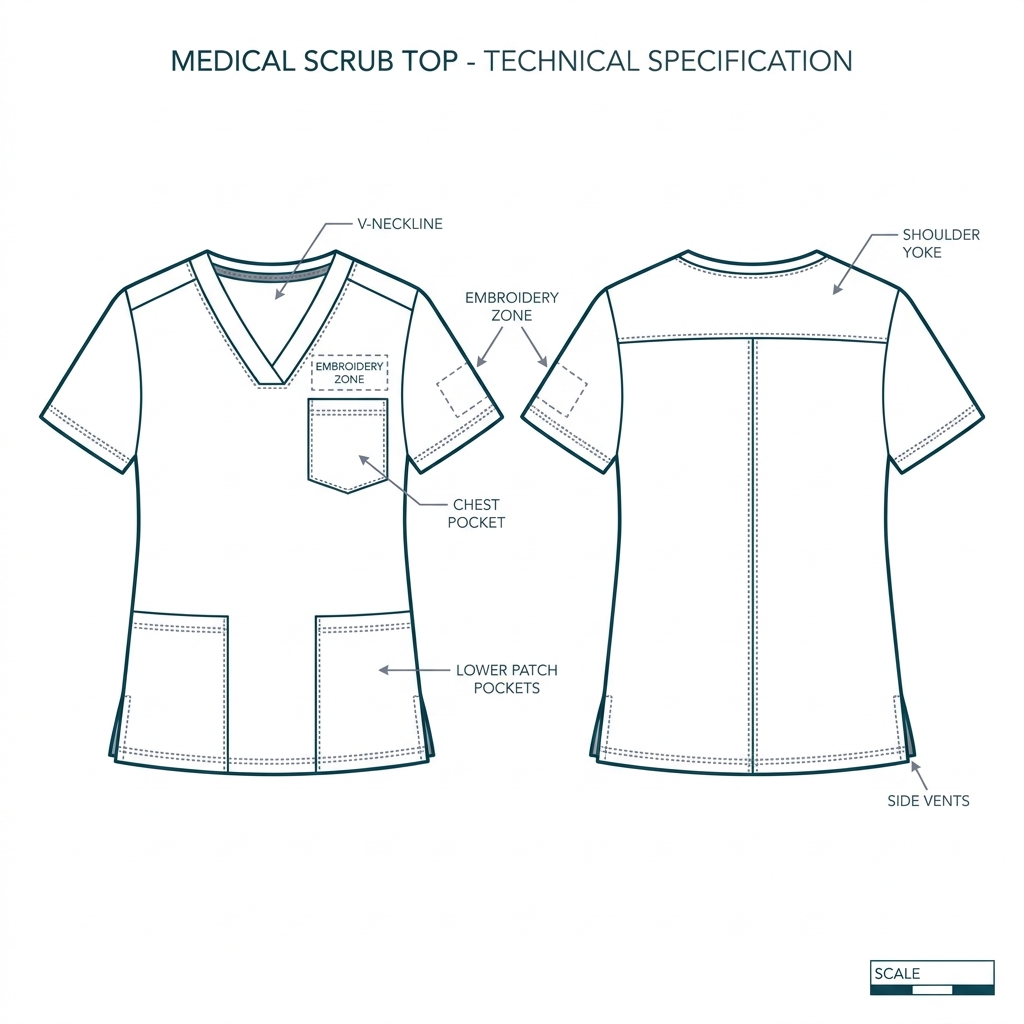 MEDICAL SCRUB TOP - TECHNICAL SPECIFICATION
V-NECKLINE
SHOULDER
YOKE
EMBROIDERY
ZONE
EMBROIDERY
ZONE
CHEST
POCKET
LOWER PATCH
POCKETS
SIDE VENTS
SCALE